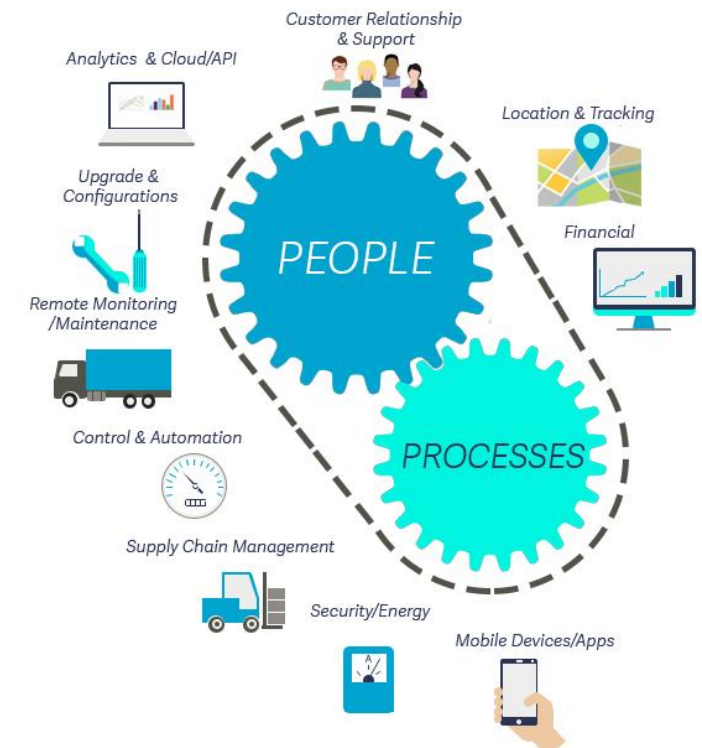 Customer Relationship
& Support
Analytics & Cloud/API
Location & Tracking
Upgrade &
Configurations
Financial
PEOPLE
Remote Monitoring
/Maintenance
Control & Automation
PROCESSES
Supply Chain Management
Security/Energy
Mobile Devices/Apps
A